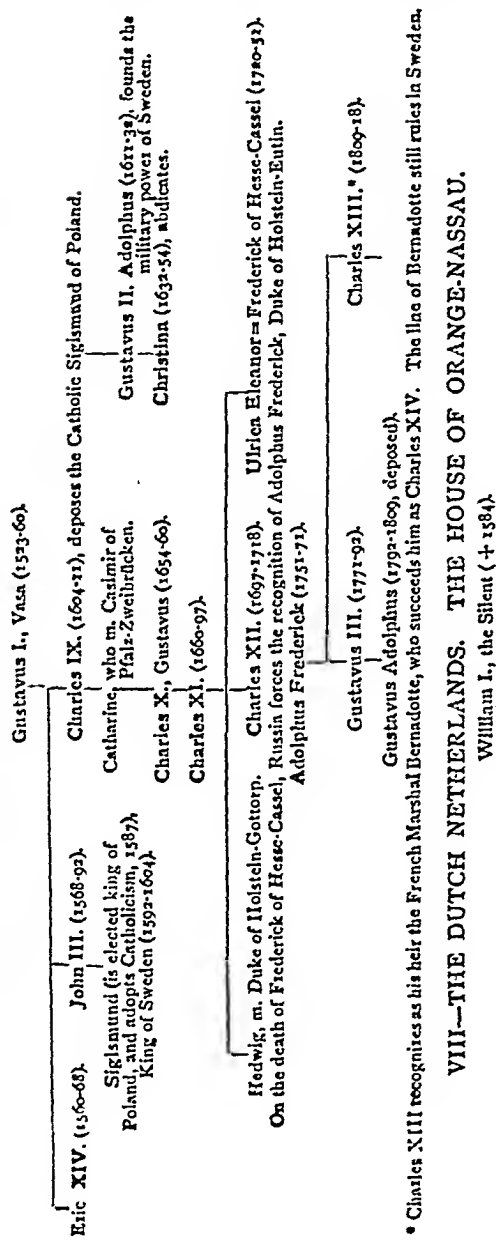 Gustavus I., Vasa (1523-60).
Eric XIV. (1560-68). John III. (1568-92). Charles IX. (1604-11), deposes the Catholic Sigismund of Poland.
Sigismund (is elected king of
Poland, and adopts Catholicism, 1587),
King of Sweden (1592-1604).
Catharine, who m. Casimir of
Pfalz-Zweibrücken.
Gustavus II. Adolphus (1611-32), founds the
military power of Sweden.
Christina (1632-54), abdicates.
Charles X., Gustavus (1654-60).
Charles XI. (1660-97).
Hedwig, m. Duke of Holstein-Gottorp. Charles XII. (1697-1718). Ulrica Eleanor=Frederick of Hesse-Cassel (1720-51).
On the death of Frederick of Hesse-Cassel, Russia forces the recognition of Adolphus Frederick, Duke of Holstein-Eutin.
Adolphus Frederick (1751-71).
Gustavus III. (1771-92). Charles XIII.* (1809-18).
Gustavus Adolphus (1792-1809, deposed).
* Charles XIII recognizes as his heir the French Marshal Bernadotte, who succeeds him as Charles XIV. The line of Bernadotte still rules in Sweden.
VIII—THE DUTCH NETHERLANDS. THE HOUSE OF ORANGE-NASSAU.
William I., the Silent (+ 1584).